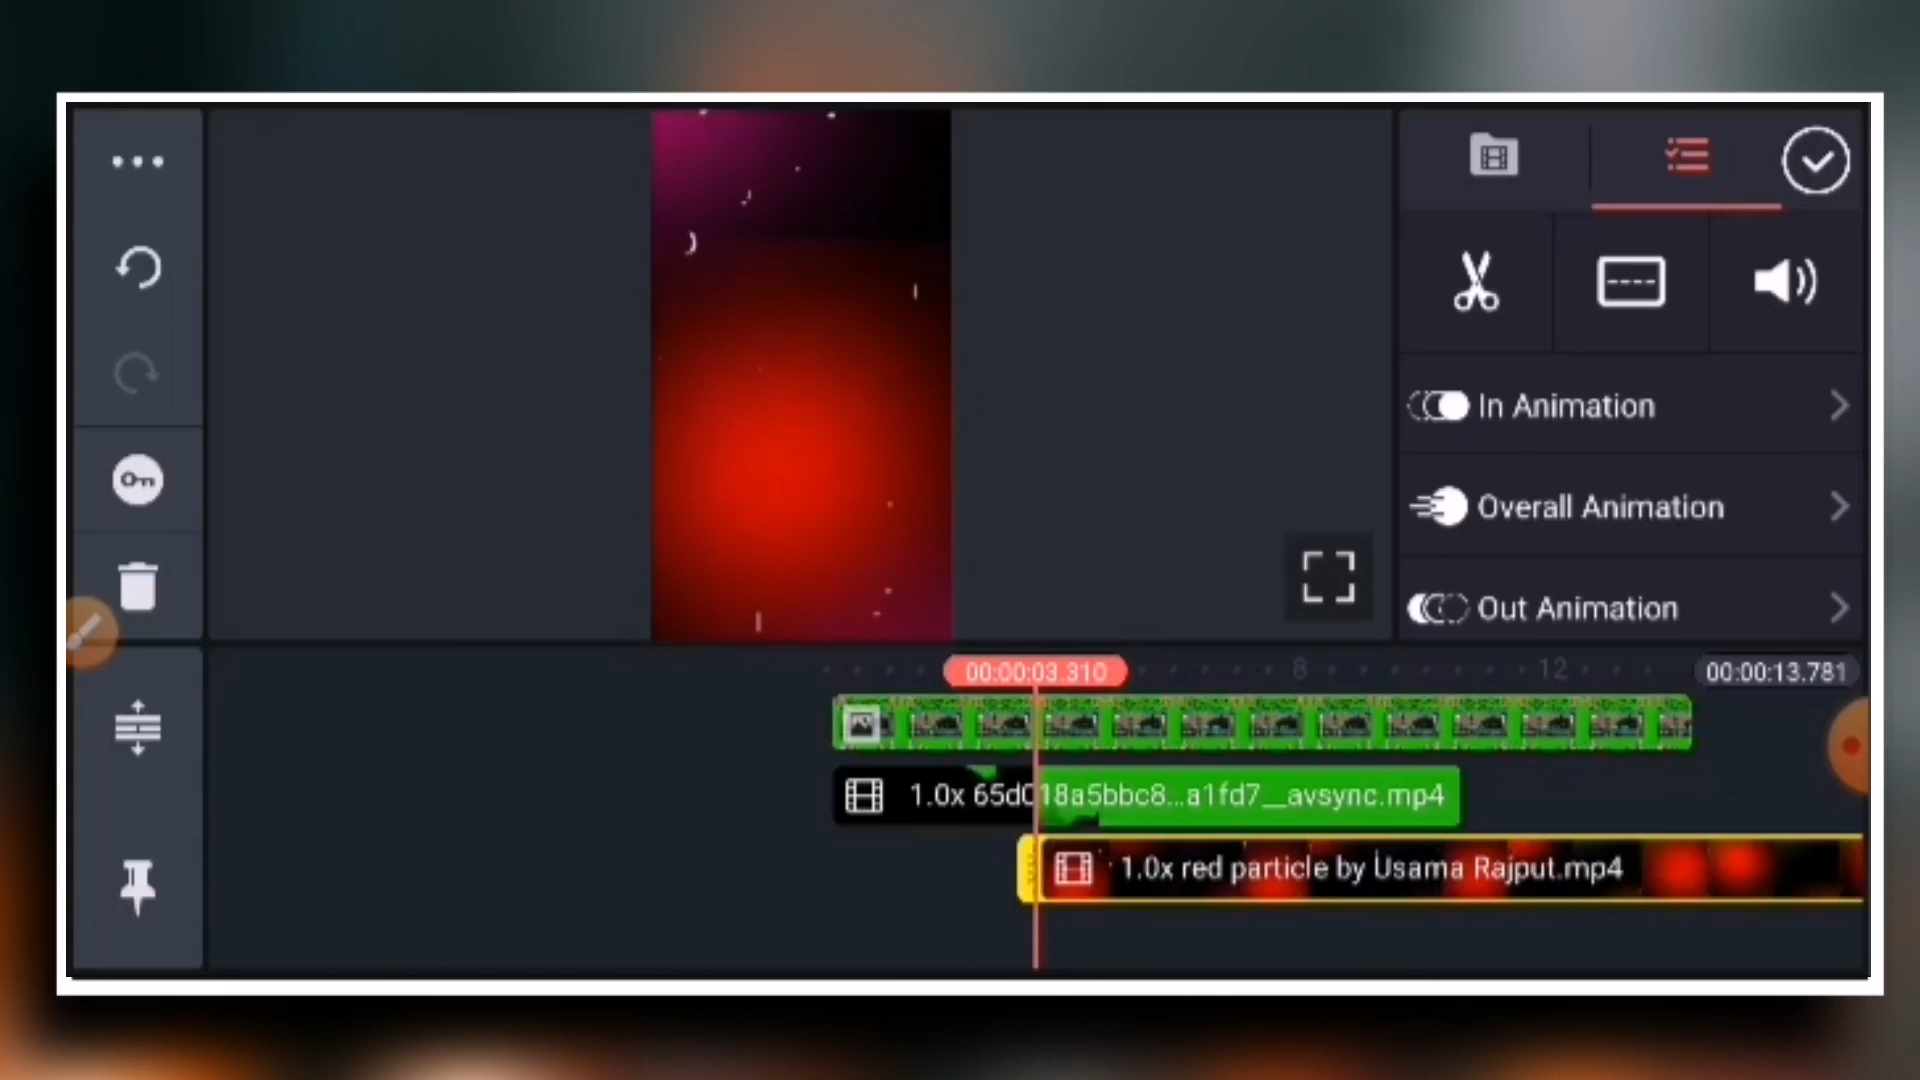 In Animation
Overall Animation
Out Animation
00:00:03.310
8
12
00:00:13.781
1.0x 65d018a5bbc8...a1fd7__avsync.mp4
1.0x red particle by Usama Rajput.mp4